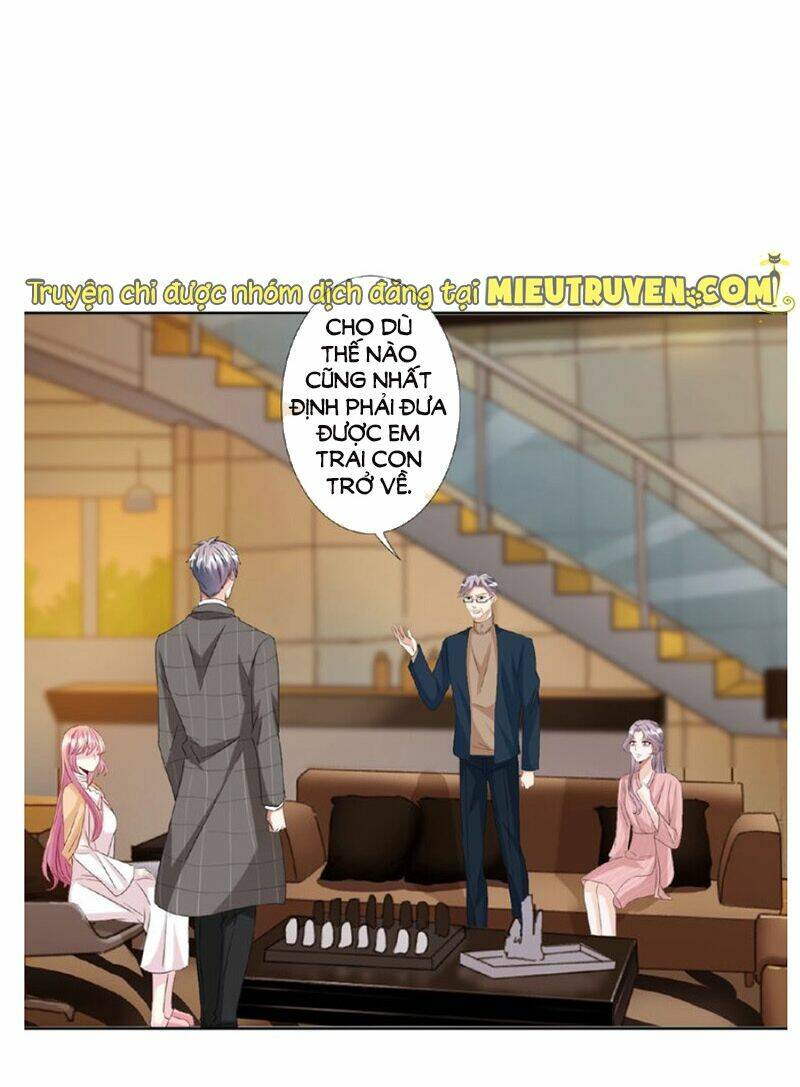 Truyện chỉ được nhóm dịch đăng tại MIEUTRUYEN.COM
CHO DÙ
THẾ NÀO
CŨNG NHẤT
ĐỊNH PHẢI ĐƯA
ĐƯỢC EM
TRAI CON
TRỞ VỀ.